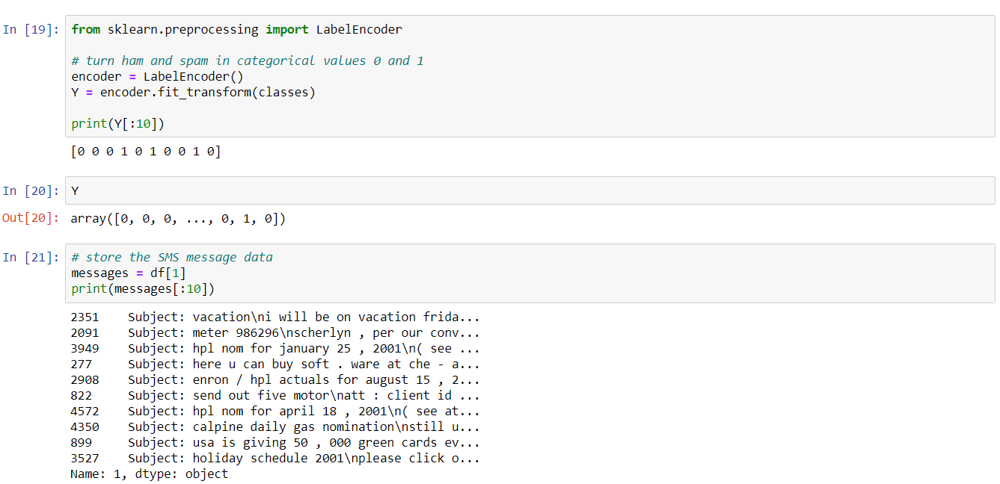 In [19]: from sklearn.preprocessing import LabelEncoder
# turn ham and spam in categorical values 0 and 1
encoder = LabelEncoder()
Y = encoder.fit_transform(classes)
print(Y[:10])
[0 0 0 1 0 1 0 0 1 0]
In [20]: Y
Out[20]: array([0, 0, 0, ..., 0, 1, 0])
In [21]: # store the SMS message data
messages = df[1]
print(messages[:10])
2351    Subject: vacation\ni will be on vacation frida...
2091    Subject: meter 986296\nscherlyn , per our conv...
3949    Subject: hpl nom for january 25 , 2001\n( see ...
277     Subject: here u can buy soft . ware at che - a...
2908    Subject: enron / hpl actuals for august 15 , 2...
822     Subject: send out five motor\natt : client id ...
4572    Subject: hpl nom for april 18 , 2001\n( see at...
4350    Subject: calpine daily gas nomination\nstill u...
899     Subject: usa is giving 50 , 000 green cards ev...
3527    Subject: holiday schedule 2001\nplease click o...
Name: 1, dtype: object